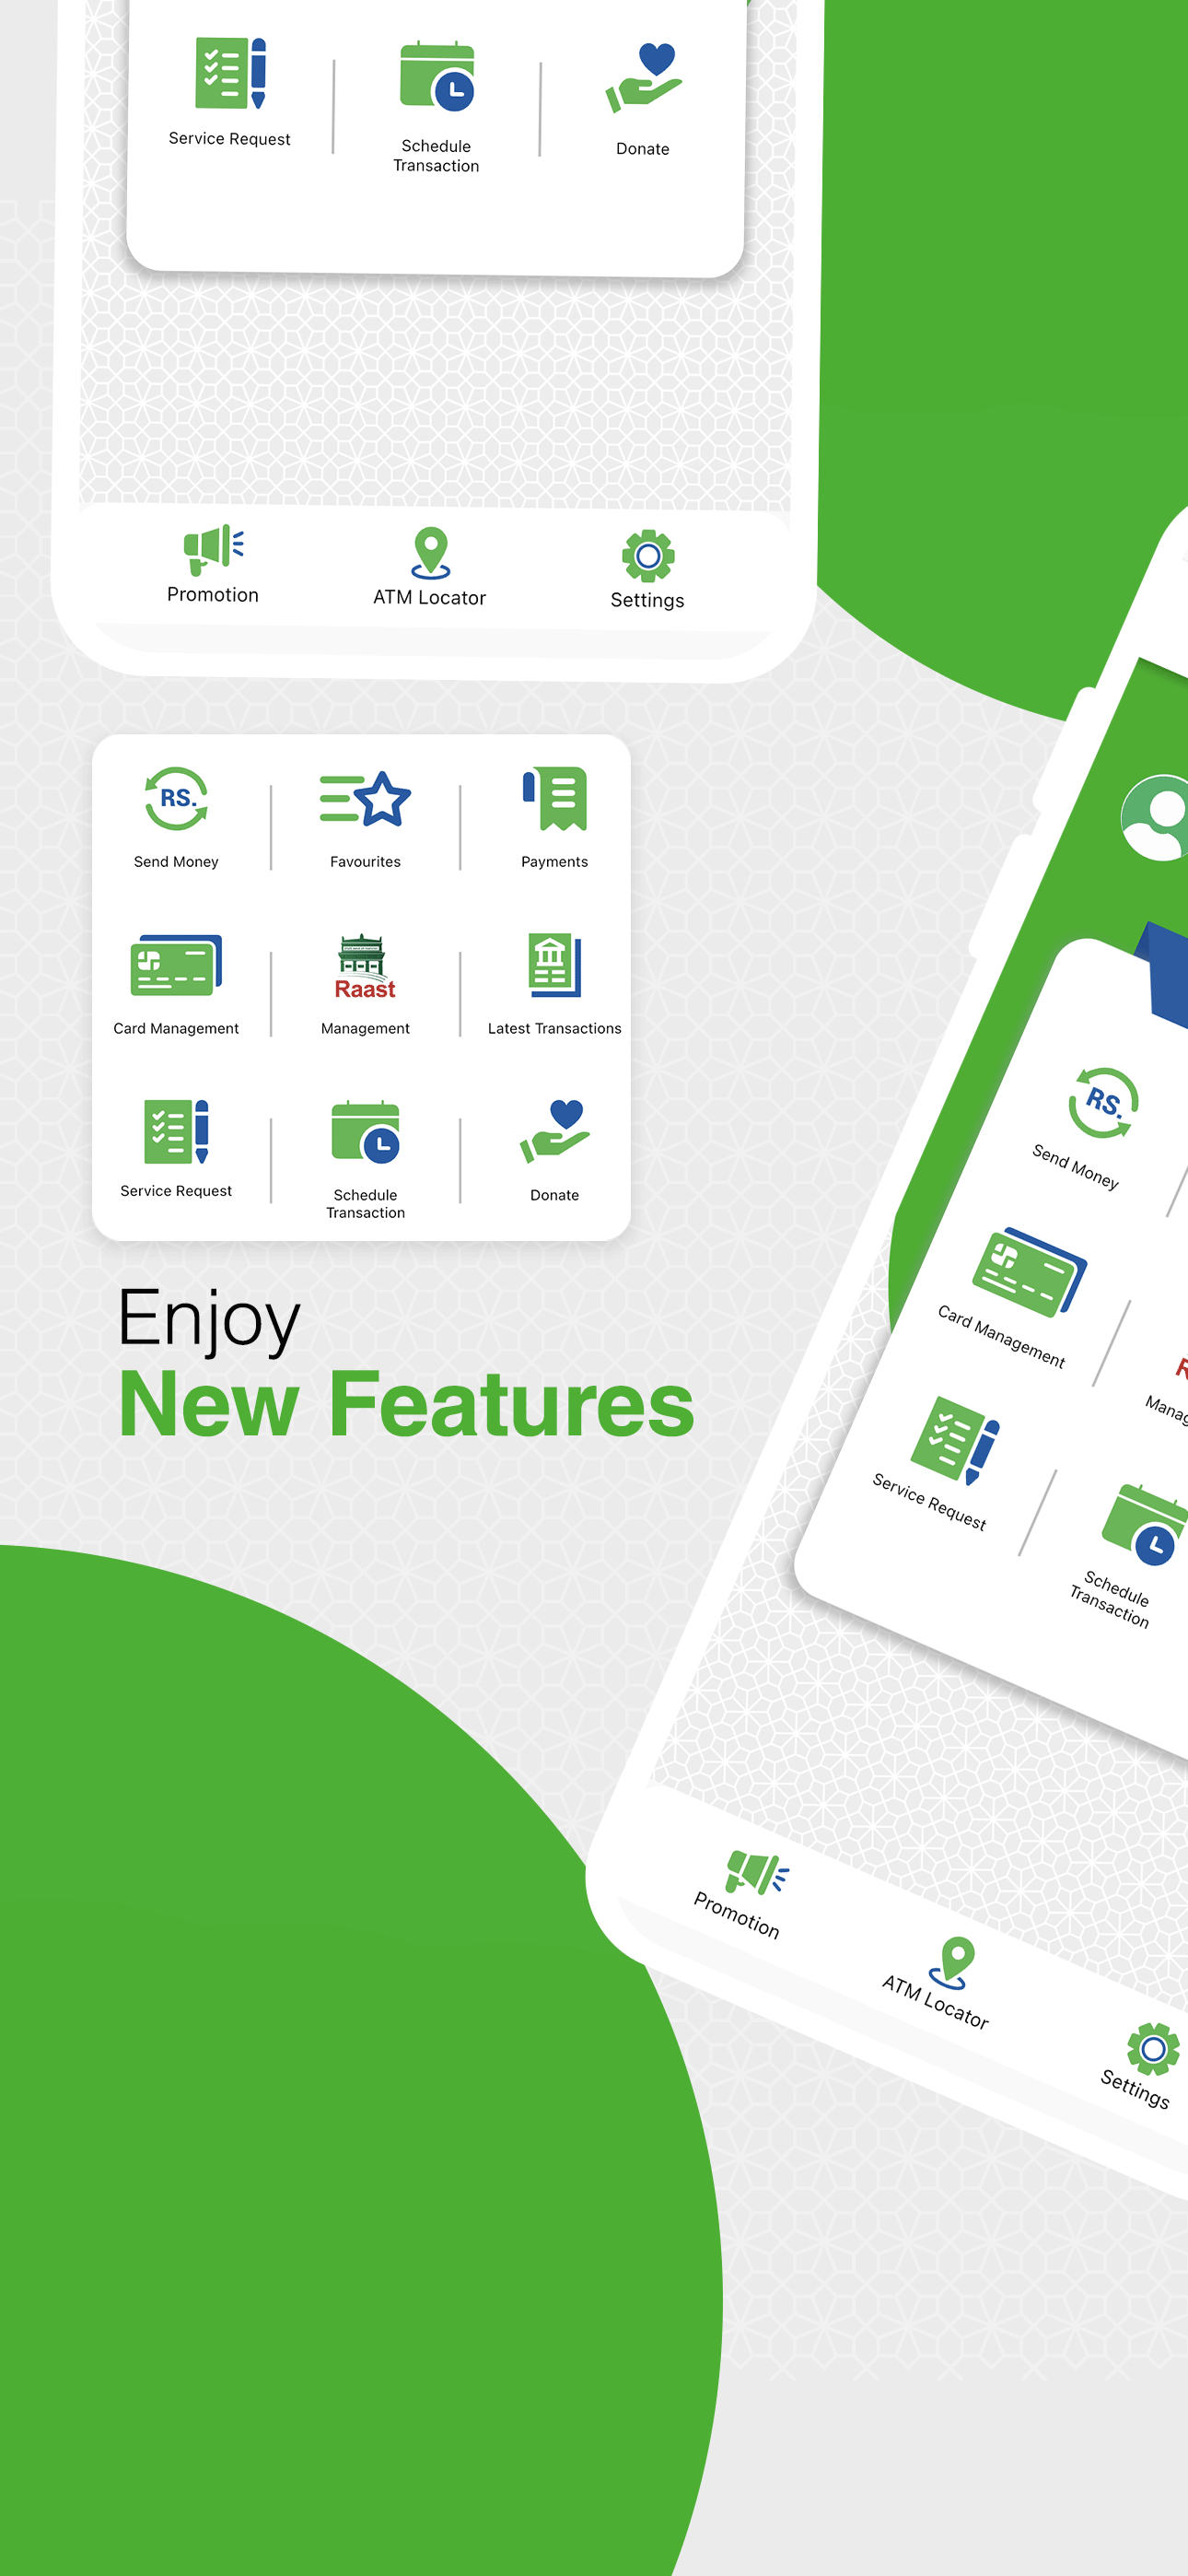 Service Request
Schedule
Transaction
Donate
Promotion
ATM Locator
Settings
RS.
Send Money
Favourites
Payments
Card Management
Raast
Management
Latest Transactions
Service Request
Schedule
Transaction
Donate
Enjoy
New Features
RS.
Send Money
Card Management
R
Manag
Service Request
Schedule
Transaction
Promotion
ATM Locator
Settings